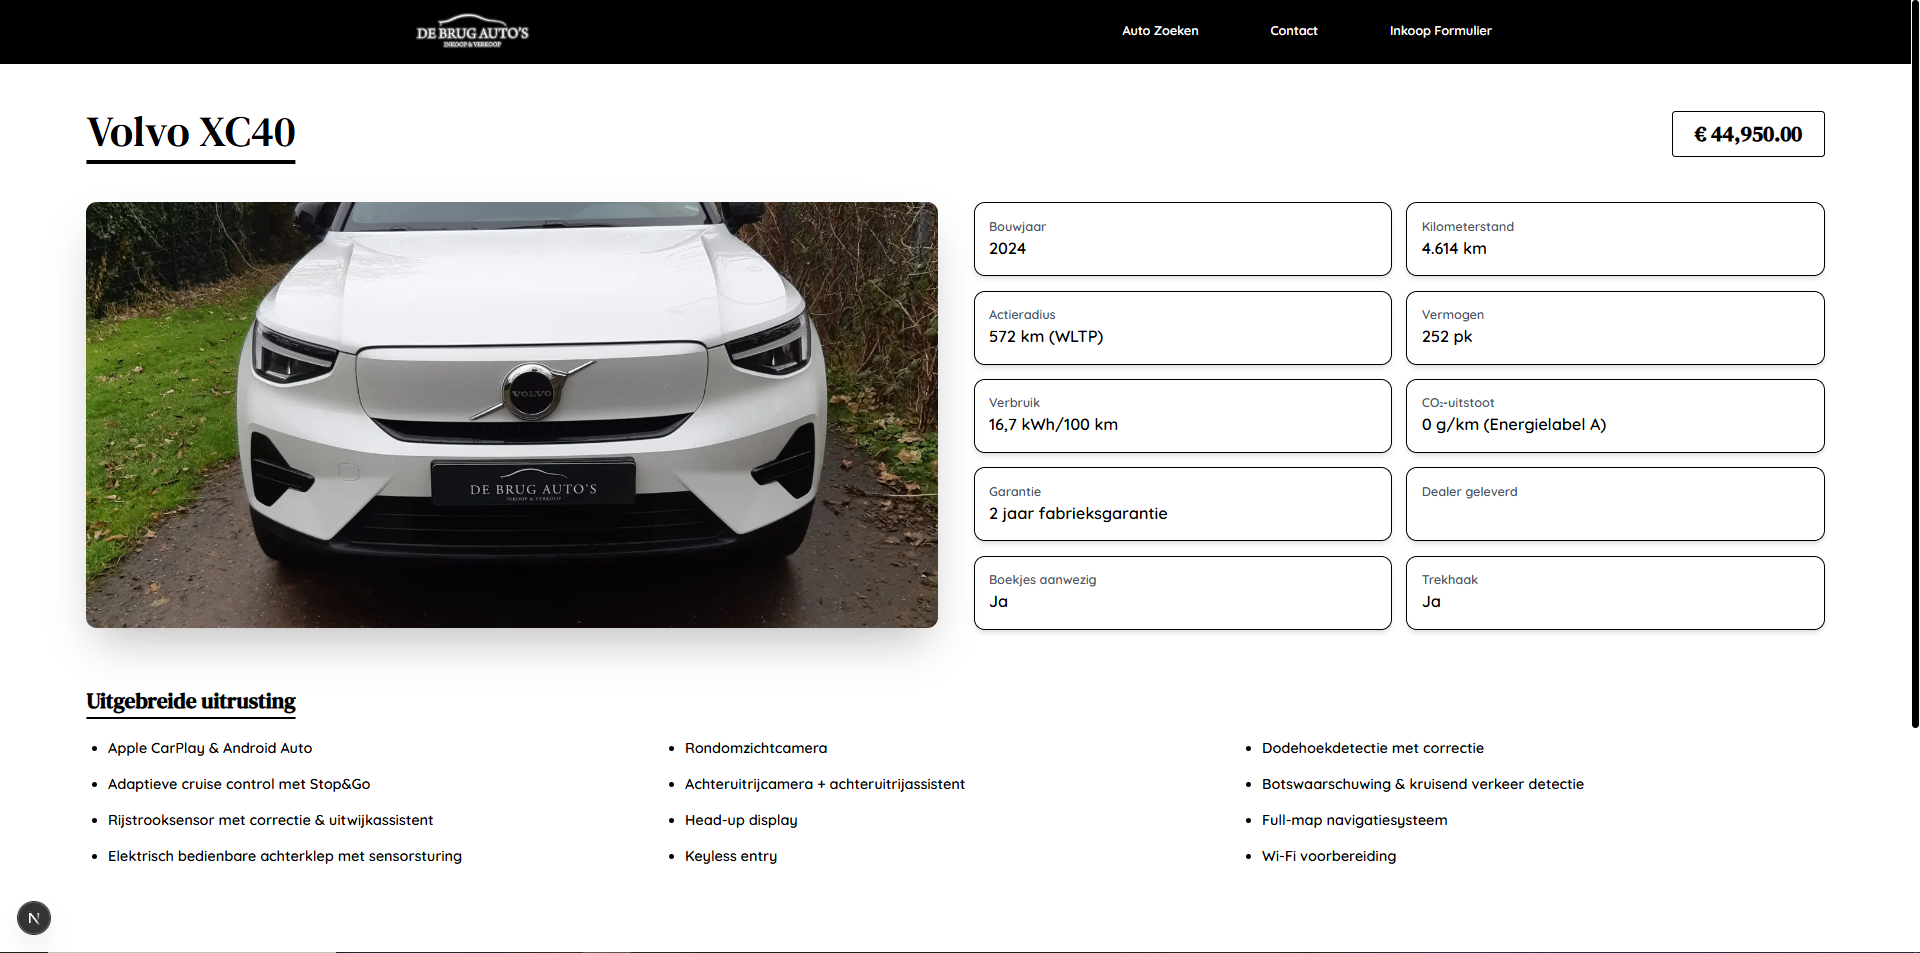 DE BRUG AUTO'S
INKOOP & VERKOOP
Auto Zoeken
Contact
Inkoop Formulier
Volvo XC40
€ 44,950.00
VOLVO
DE BRUG AUTO'S
INKOOP & VERKOOP
Bouwjaar
2024
Kilometerstand
4.614 km
Actieradius
572 km (WLTP)
Vermogen
252 pk
Verbruik
16,7 kWh/100 km
CO₂-uitstoot
0 g/km (Energielabel A)
Garantie
2 jaar fabrieksgarantie
Dealer geleverd
Boekjes aanwezig
Ja
Trekhaak
Ja
Uitgebreide uitrusting
Apple CarPlay & Android Auto
Rondomzichtcamera
Dodehoekdetectie met correctie
Adaptieve cruise control met Stop&Go
Achteruitrijcamera + achteruitrijassistent
Botswaarschuwing & kruisend verkeer detectie
Rijstrooksensor met correctie & uitwijkassistent
Head-up display
Full-map navigatiesysteem
Elektrisch bedienbare achterklep met sensorsturing
Keyless entry
Wi-Fi voorbereiding
N